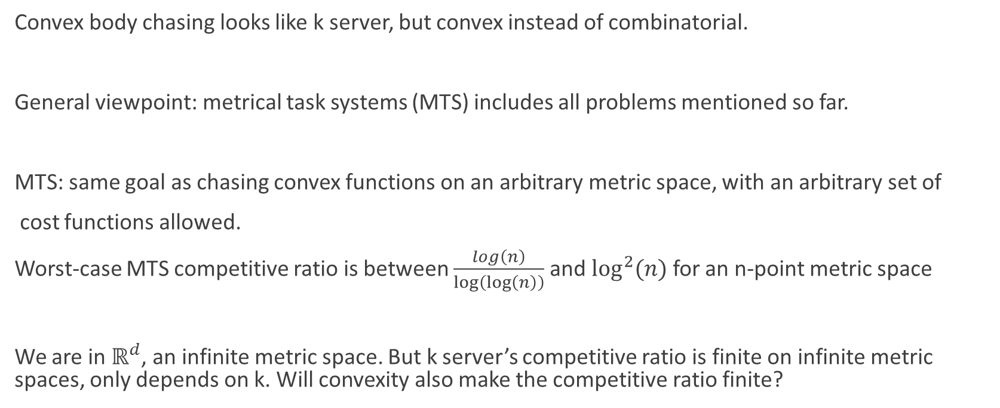 Convex body chasing looks like k server, but convex instead of combinatorial.
General viewpoint: metrical task systems (MTS) includes all problems mentioned so far.
MTS: same goal as chasing convex functions on an arbitrary metric space, with an arbitrary set of
cost functions allowed.
Worst-case MTS competitive ratio is between log(n)/log(log(n)) and log²(n) for an n-point metric space
We are in ℝᵈ, an infinite metric space. But k server’s competitive ratio is finite on infinite metric
spaces, only depends on k. Will convexity also make the competitive ratio finite?